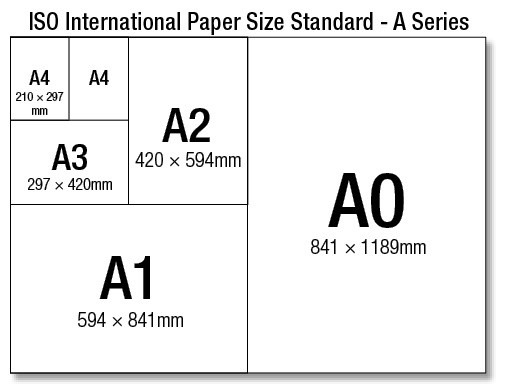 ISO International Paper Size Standard - A Series
A4
210 × 297
mm
A4
A2
420 × 594mm
A3
297 × 420mm
A0
841 × 1189mm
A1
594 × 841mm